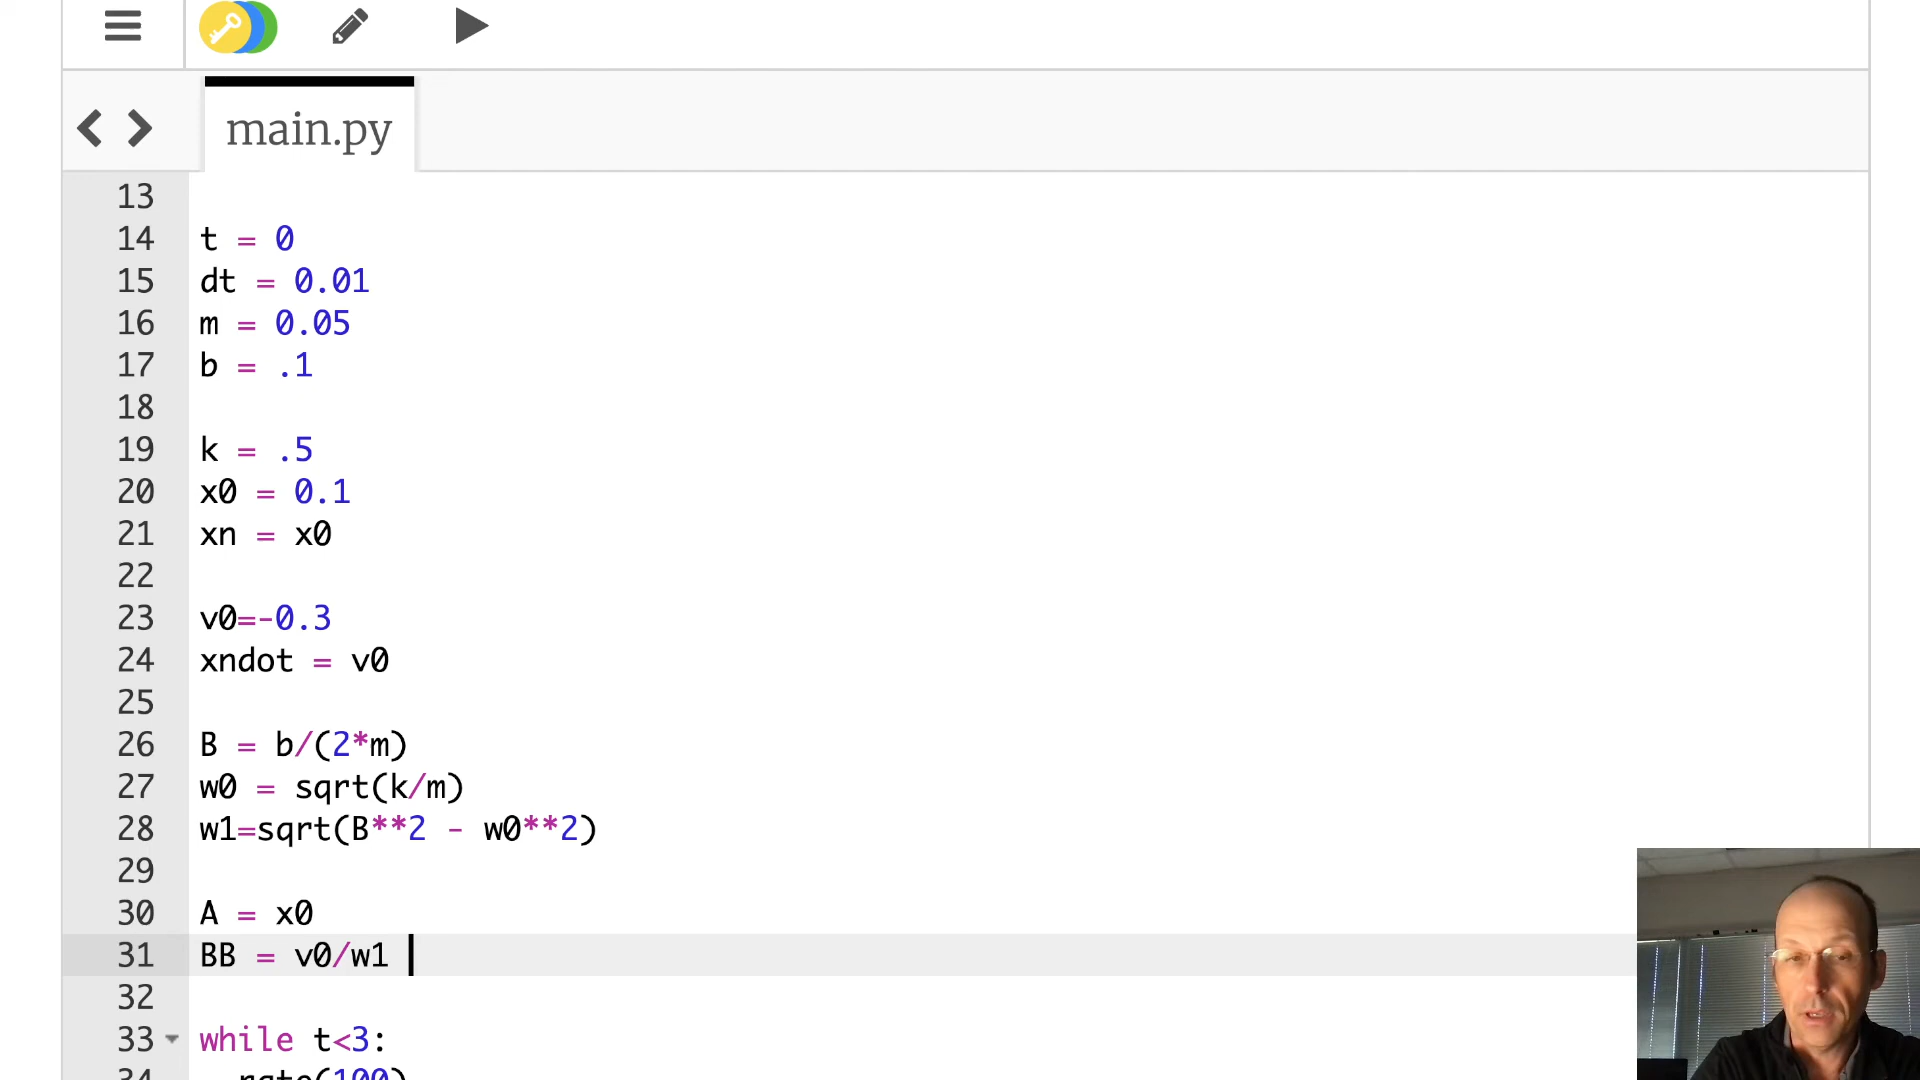 main.py
13
14 t = 0
15 dt = 0.01
16 m = 0.05
17 b = .1
18
19 k = .5
20 x0 = 0.1
21 xn = x0
22
23 v0=-0.3
24 xndot = v0
25
26 B = b/(2*m)
27 w0 = sqrt(k/m)
28 w1=sqrt(B**2 - w0**2)
29
30 A = x0
31 BB = v0/w1
32
33 while t<3:
34 rate(100)